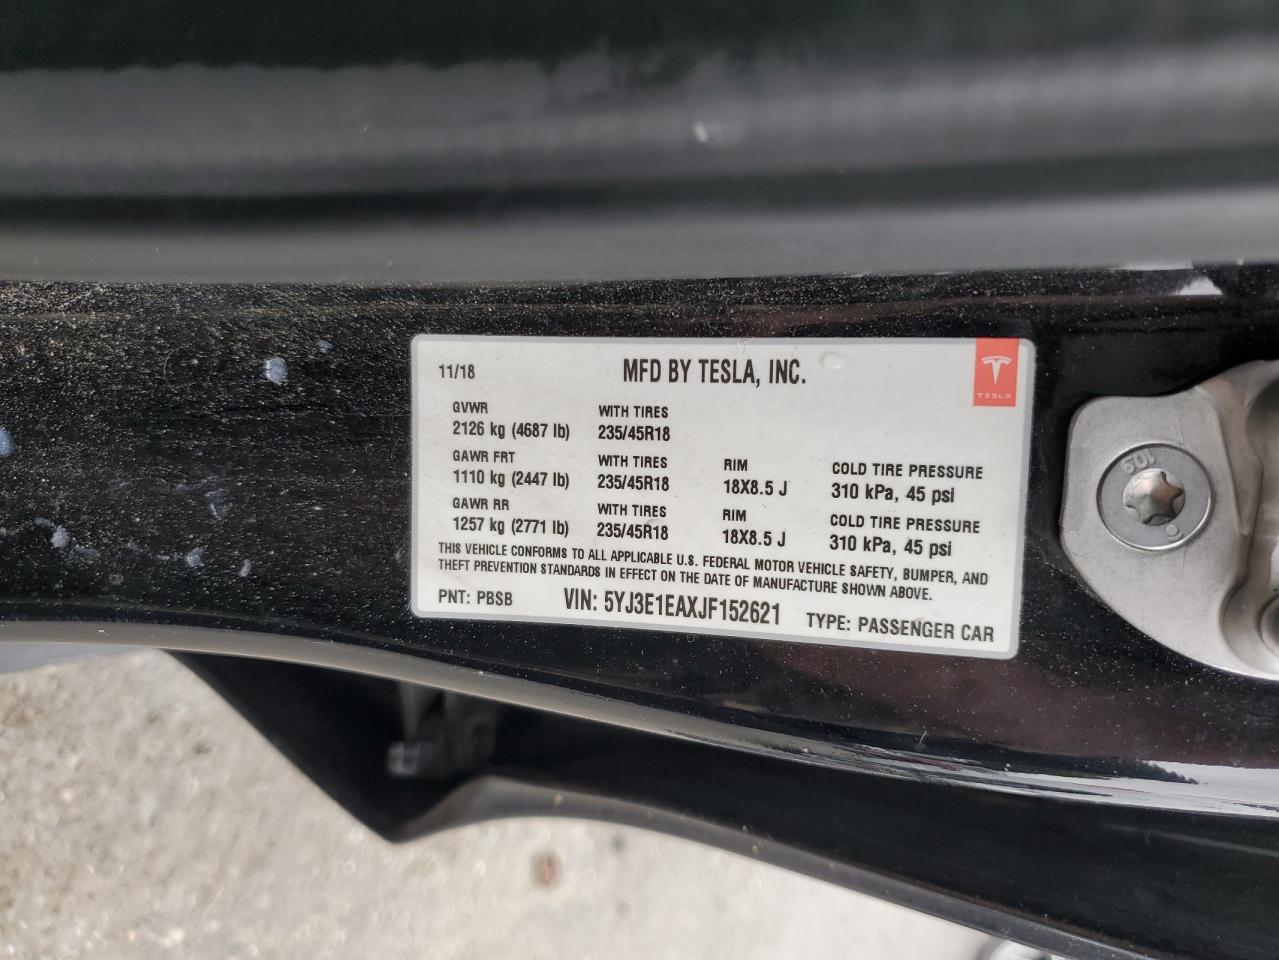 11/18
MFD BY TESLA, INC.
TESLA
GVWR
2126 kg (4687 lb)
WITH TIRES
235/45R18
GAWR FRT
1110 kg (2447 lb)
WITH TIRES
235/45R18
RIM
18X8.5 J
COLD TIRE PRESSURE
310 kPa, 45 psi
GAWR RR
1257 kg (2771 lb)
WITH TIRES
235/45R18
RIM
18X8.5 J
COLD TIRE PRESSURE
310 kPa, 45 psi
THIS VEHICLE CONFORMS TO ALL APPLICABLE U.S. FEDERAL MOTOR VEHICLE SAFETY, BUMPER, AND
THEFT PREVENTION STANDARDS IN EFFECT ON THE DATE OF MANUFACTURE SHOWN ABOVE.
PNT: PBSB
VIN: 5YJ3E1EAXJF152621
TYPE: PASSENGER CAR